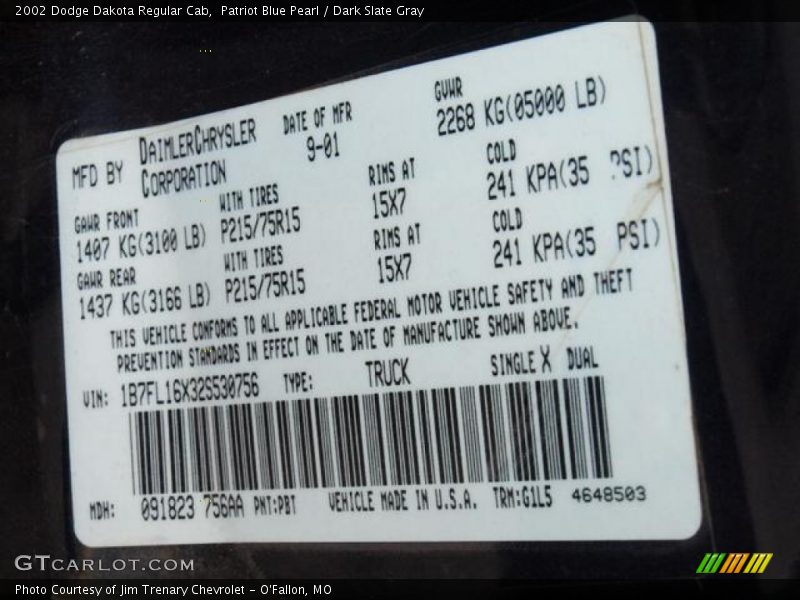 2002 Dodge Dakota Regular Cab,  Patriot Blue Pearl / Dark Slate Gray
MFD BY DAIMLERCHRYSLER CORPORATION
DATE OF MFR 9-01
GVWR 2268 KG(05000 LB)
GAWR FRONT 1407 KG(3100 LB)
WITH TIRES P215/75R15
RIMS AT 15X7
COLD 241 KPA(35 PSI)
GAWR REAR 1437 KG(3166 LB)
WITH TIRES P215/75R15
RIMS AT 15X7
COLD 241 KPA(35 PSI)
THIS VEHICLE CONFORMS TO ALL APPLICABLE FEDERAL MOTOR VEHICLE SAFETY AND THEFT
PREVENTION STANDARDS IN EFFECT ON THE DATE OF MANUFACTURE SHOWN ABOVE.
VIN: 1B7FL16X32S530756 TYPE: TRUCK SINGLE X DUAL
MDH: 091823 756AA PNT:PBT VEHICLE MADE IN U.S.A. TRM:G1L5 4648503
GTCARLOT.COM
Photo Courtesy of Jim Trenary Chevrolet - O'Fallon, MO